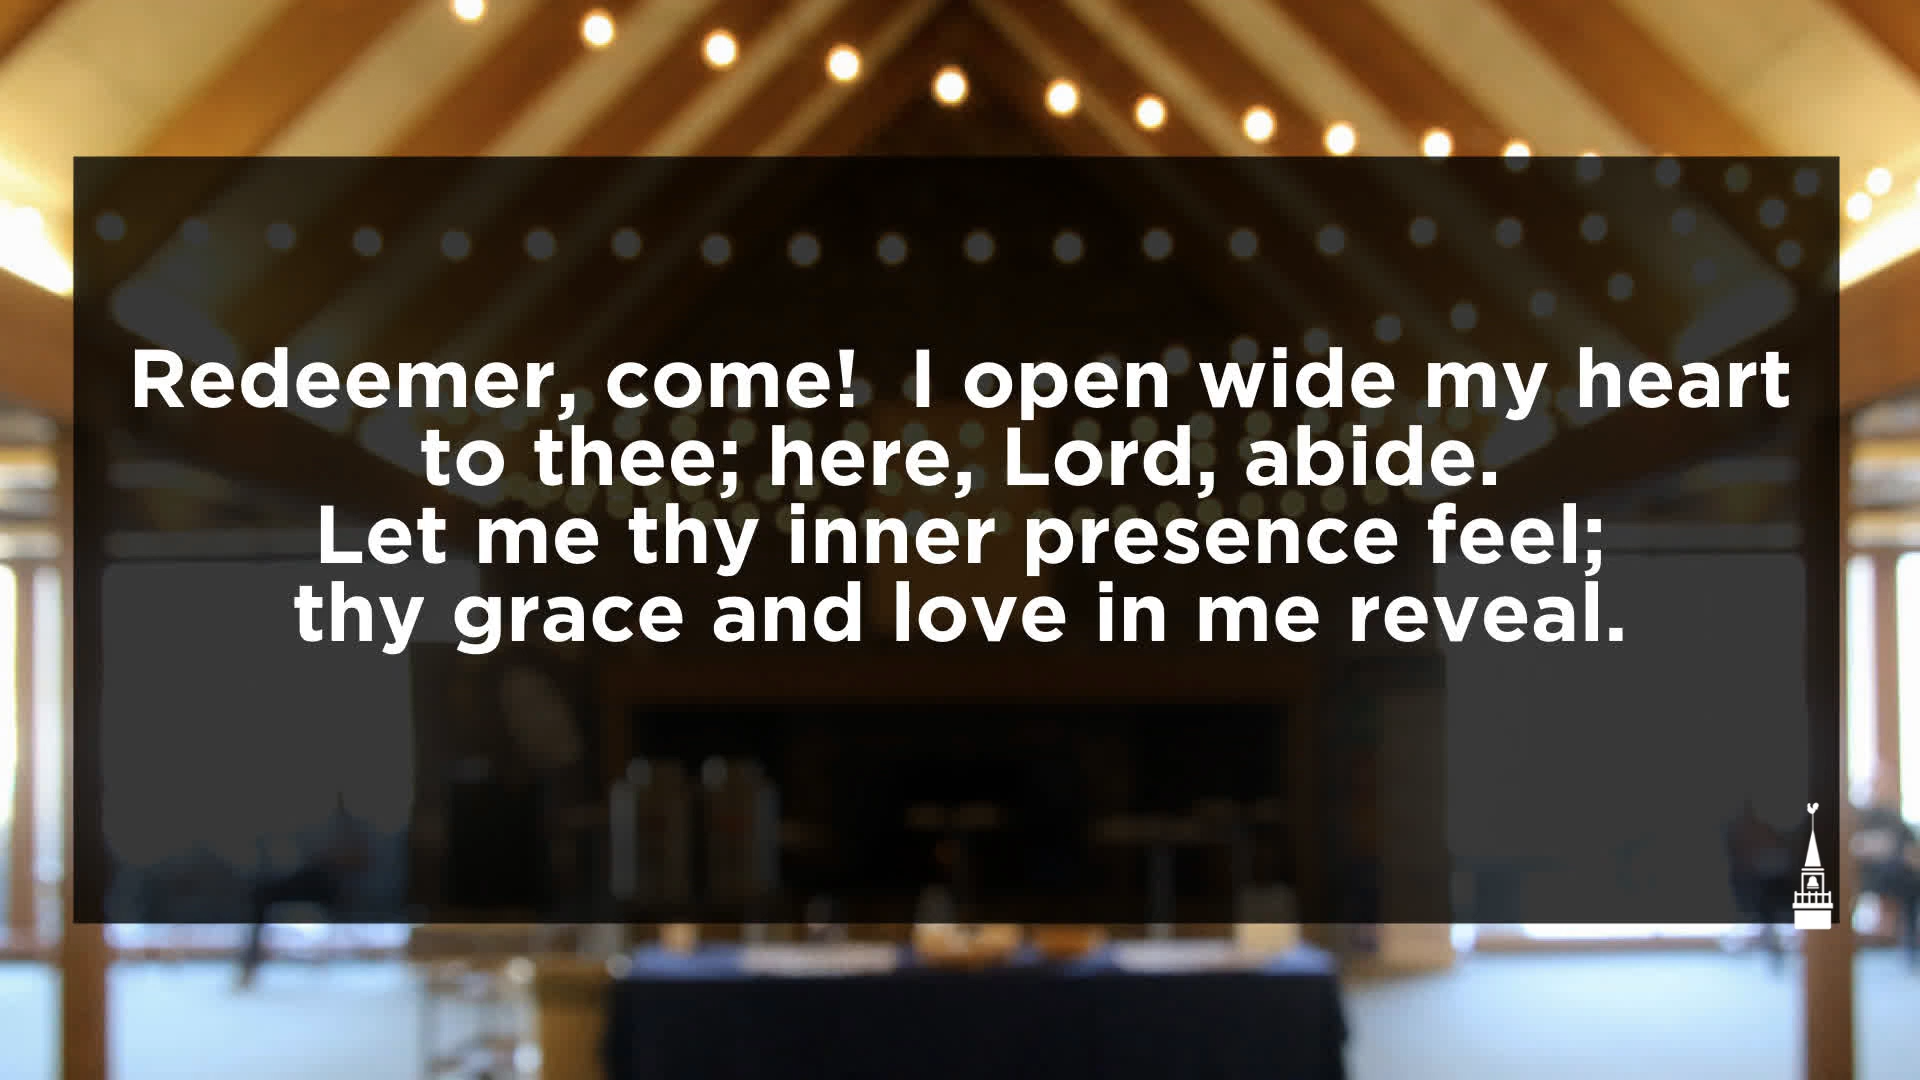 Redeemer, come!  I open wide my heart
to thee; here, Lord, abide.
Let me thy inner presence feel;
thy grace and love in me reveal.